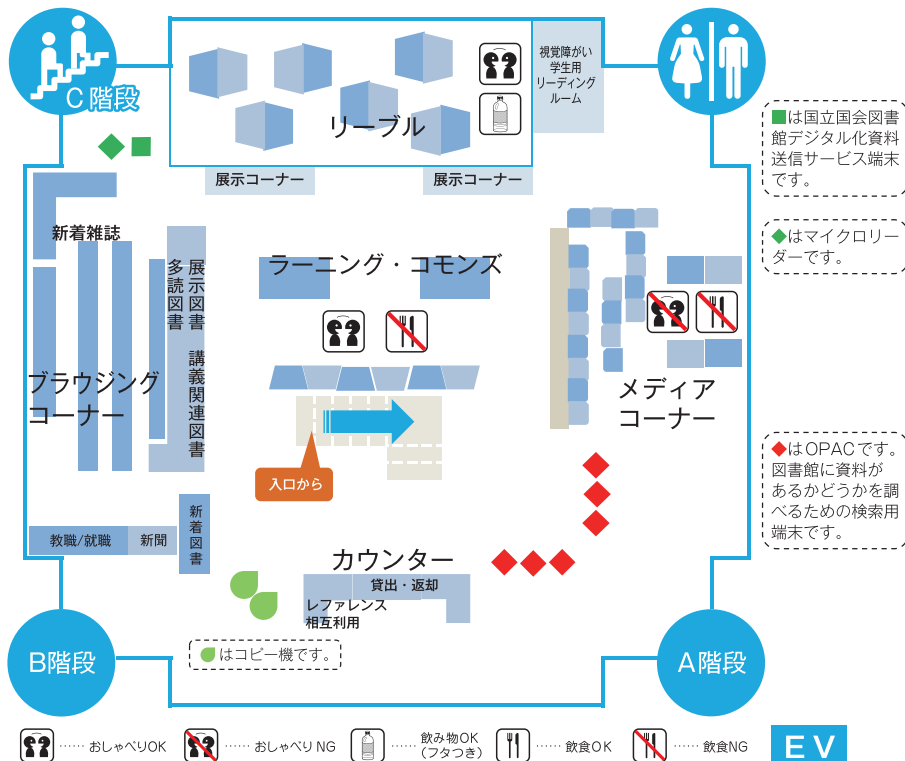 C階段
リーブル
視覚障がい
学生用
リーディング
ルーム
展示コーナー
展示コーナー
■は国立国会図書
館デジタル化資料
送信サービス端末
です。
◆はマイクロリー
ダーです。
新着雑誌
多読図書
展示図書
講義関連図書
ラーニング・コモンズ
ブラウジング
コーナー
メディア
コーナー
入口から
◆はOPACです。
図書館に資料が
あるかどうかを調
べるための検索用
端末です。
教職/就職
新聞
新着図書
カウンター
貸出・返却
レファレンス
相互利用
はコピー機です。
B階段
A階段
……おしゃべりOK
……おしゃべりNG
……飲み物OK
(フタつき)
……飲食OK
……飲食NG
EV